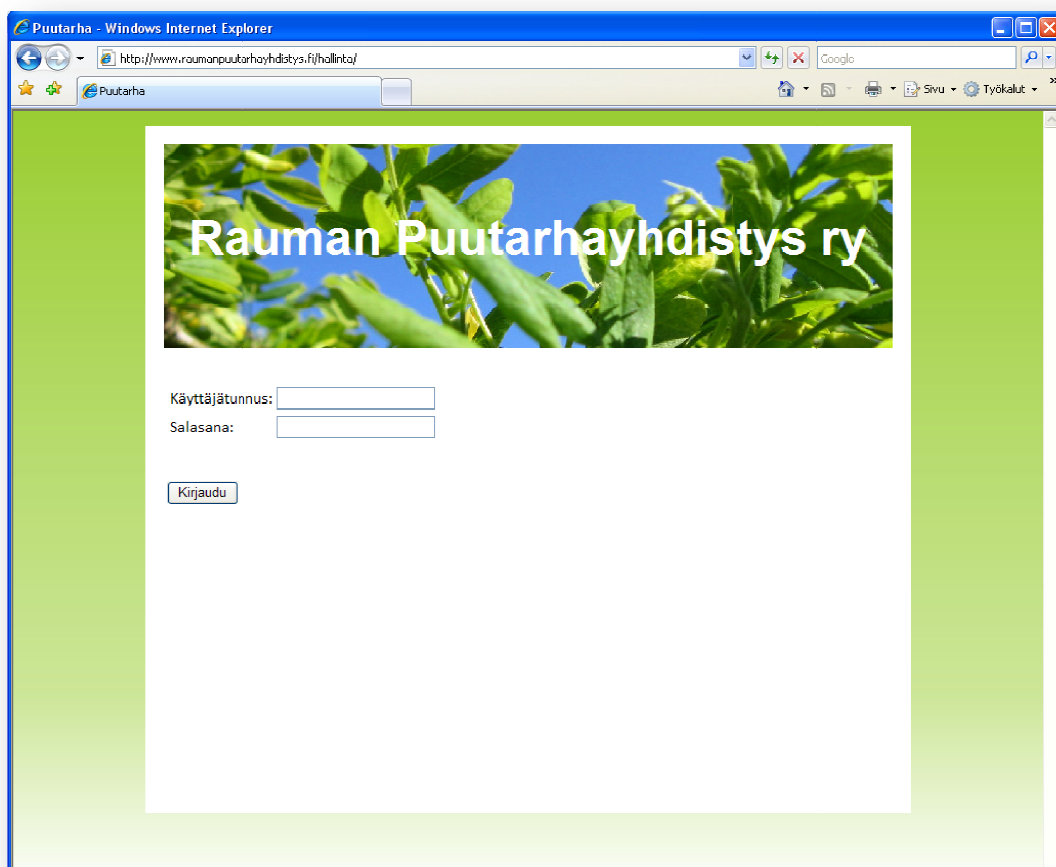 Puutarha - Windows Internet Explorer
http://www.raumanpuutarhayhdistys.fi/hallinta/
Google
Puutarha
Sivu
Työkalut
»
Rauman Puutarhayhdistys ry
Käyttäjätunnus:
Salasana:
Kirjaudu